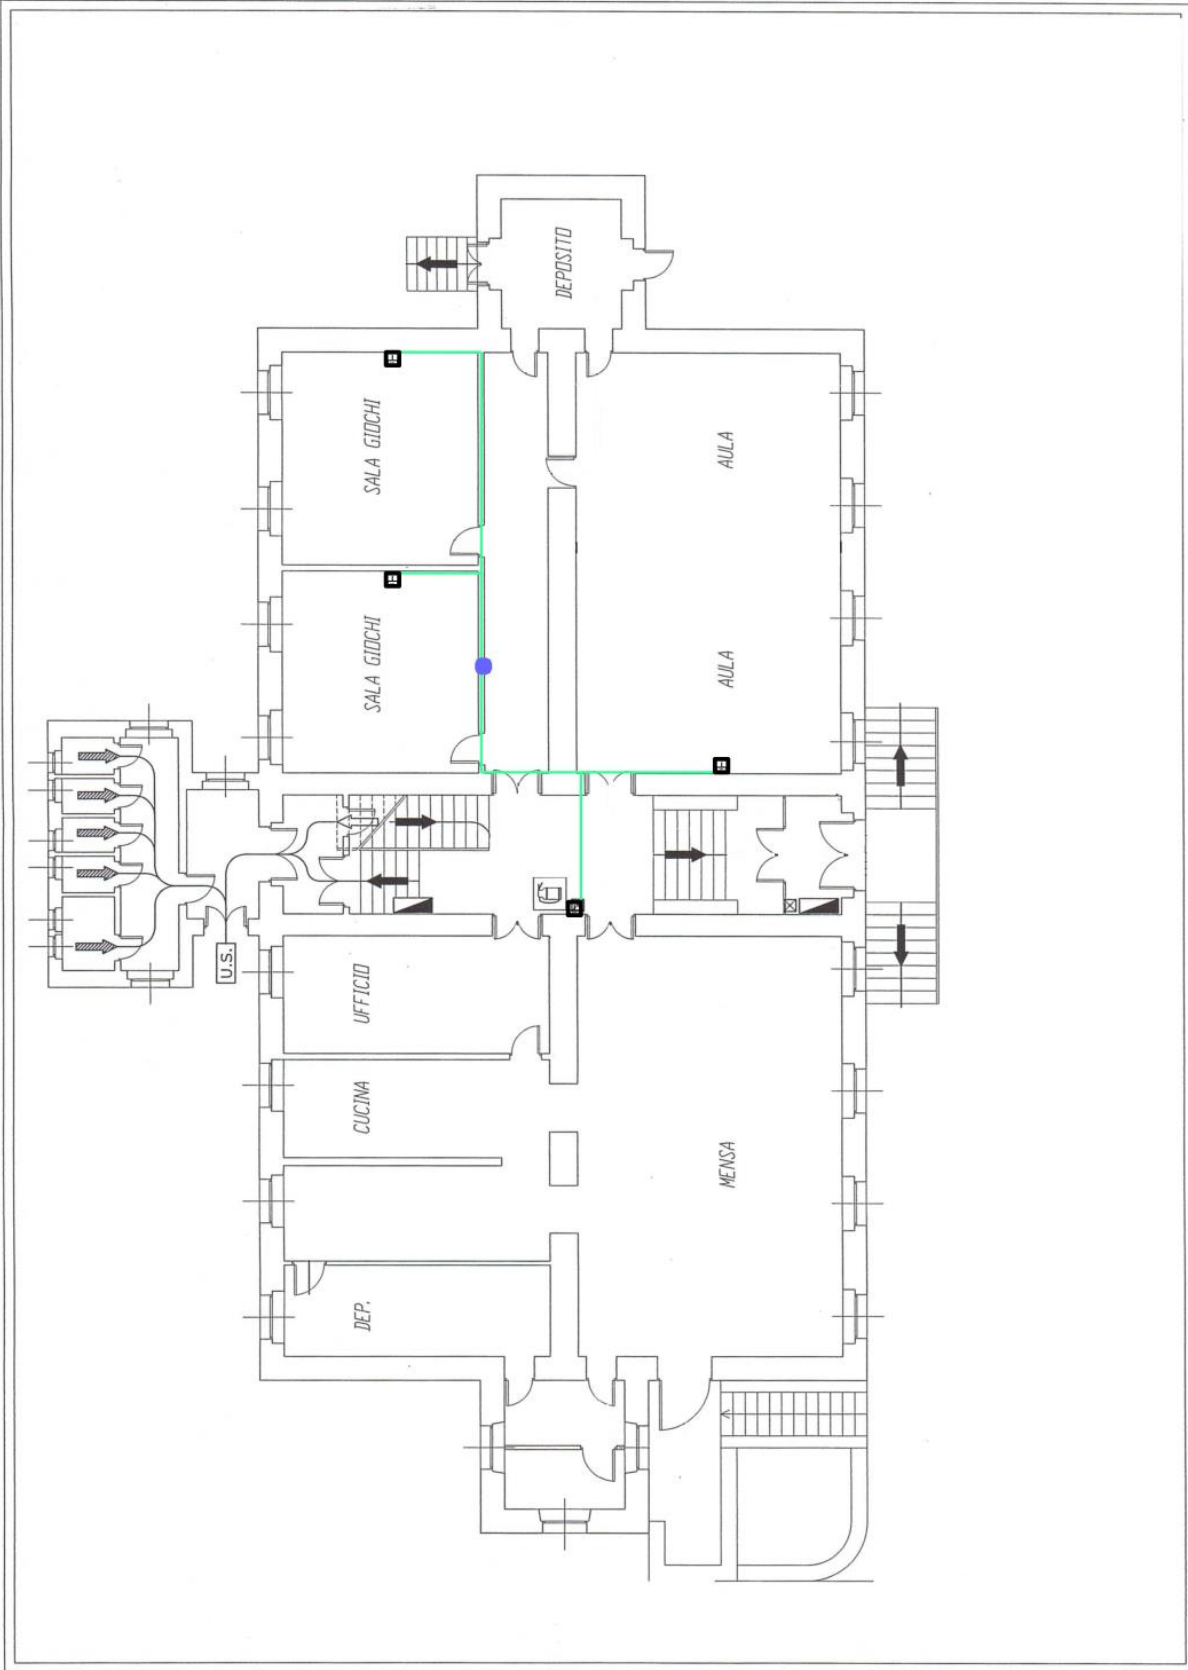 DEPOSITO
SALA GIOCHI
AULA
SALA GIOCHI
AULA
U.S.
UFFICIO
CUCINA
MENSA
DEP.